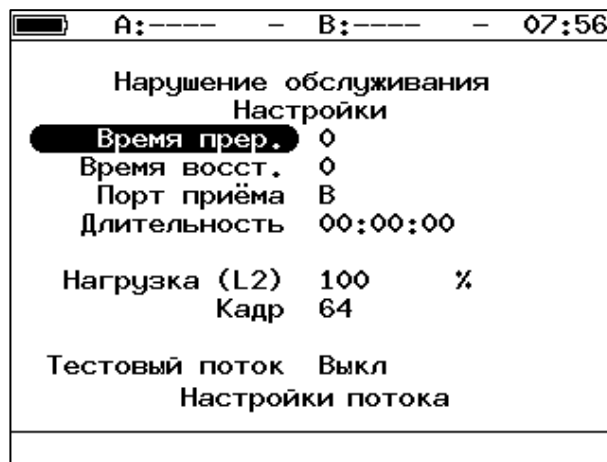 A:---- - B:---- - 07:56
Нарушение обслуживания
Настройки
Время прер. 0
Время восст. 0
Порт приёма B
Длительность 00:00:00
Нагрузка (L2) 100 %
Кадр 64
Тестовый поток Выкл
Настройки потока